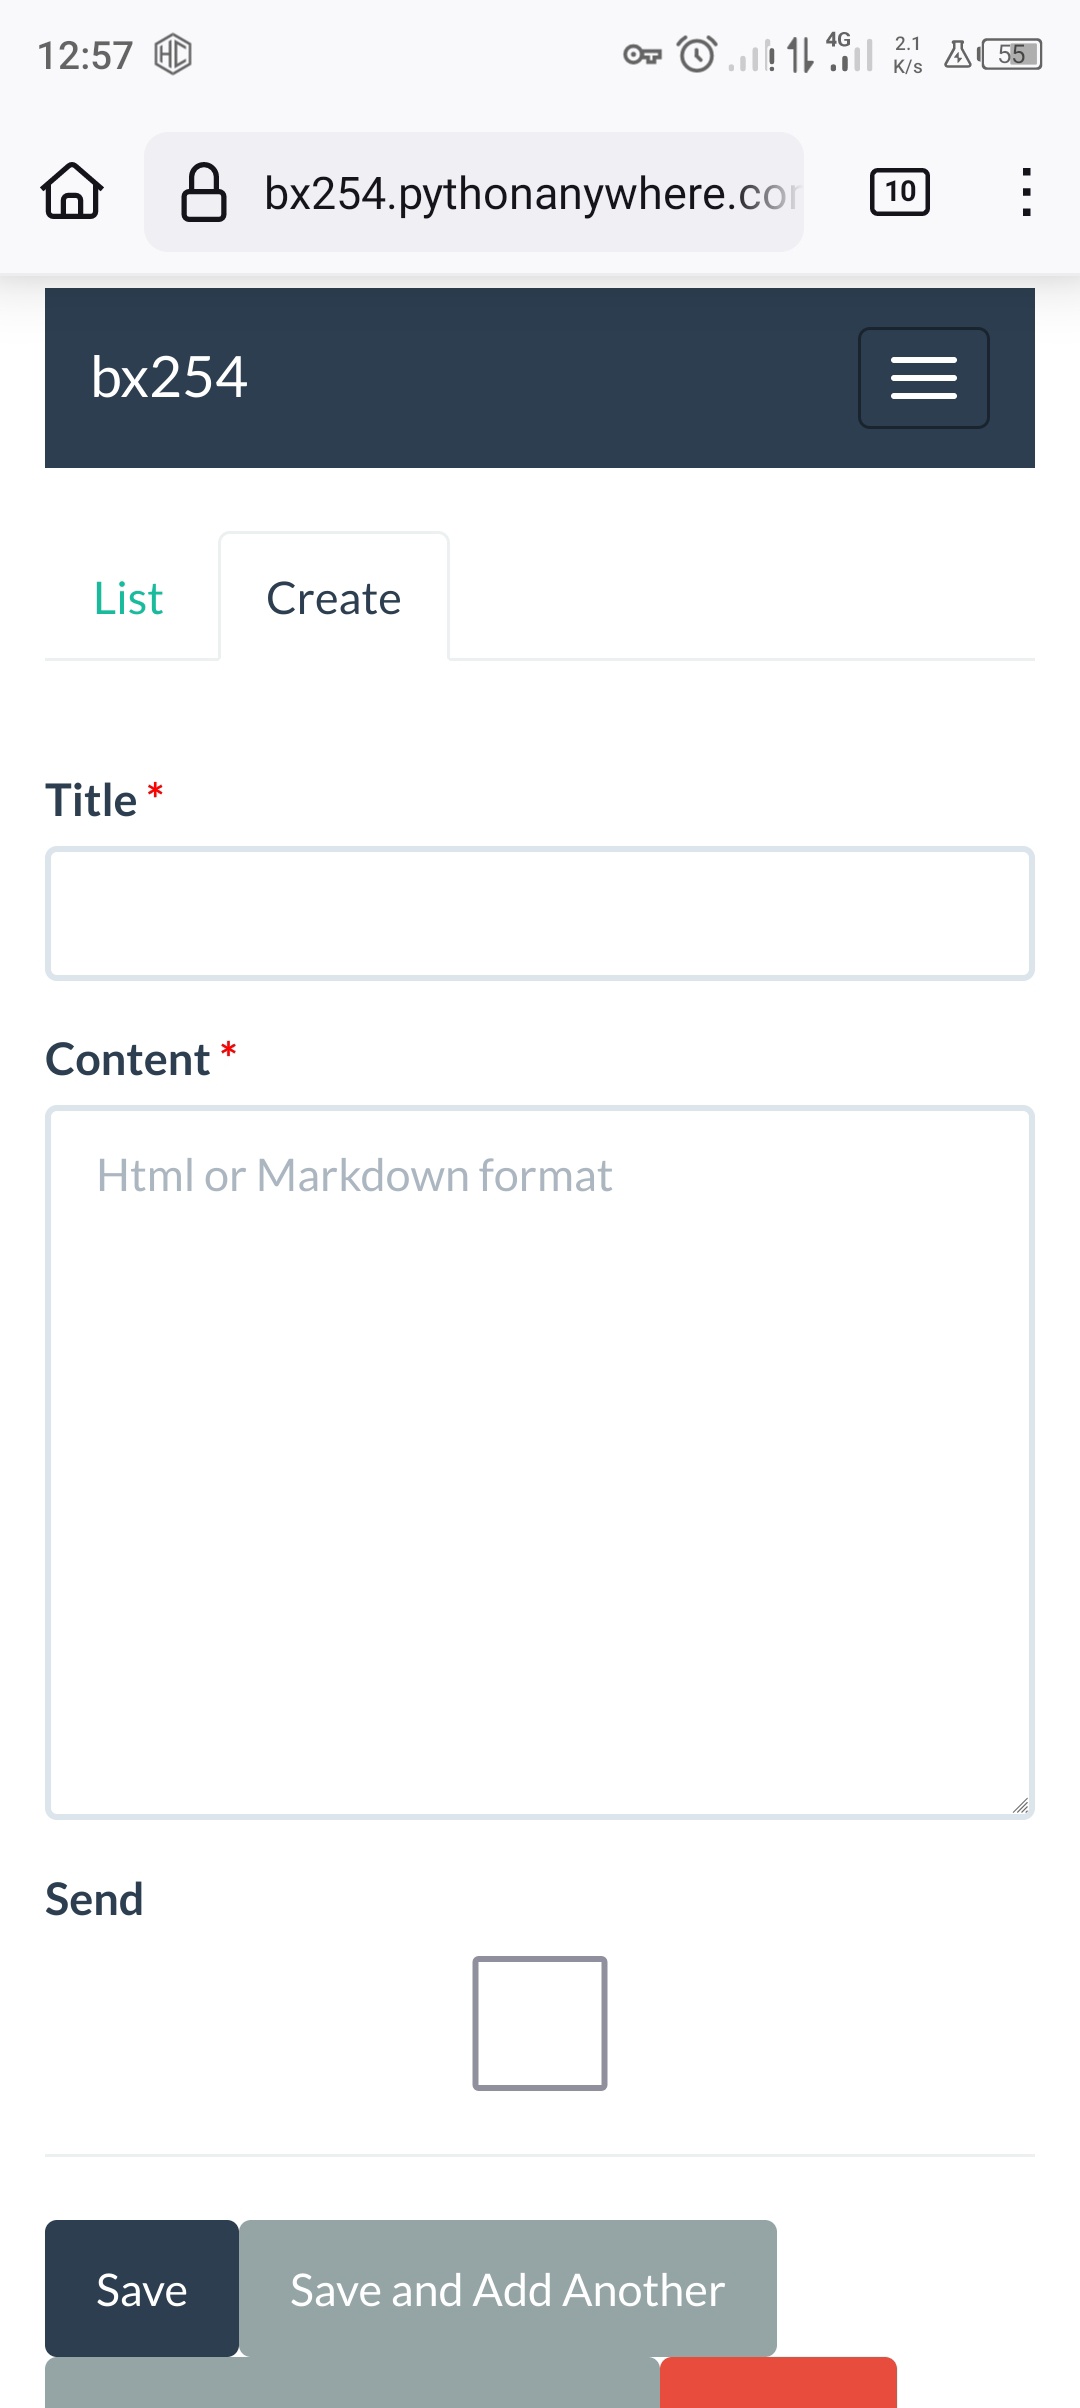 12:57
4G
2.1
K/s
55
bx254.pythonanywhere.co
10
bx254
List
Create
Title *
Content *
Html or Markdown format
Send
Save
Save and Add Another